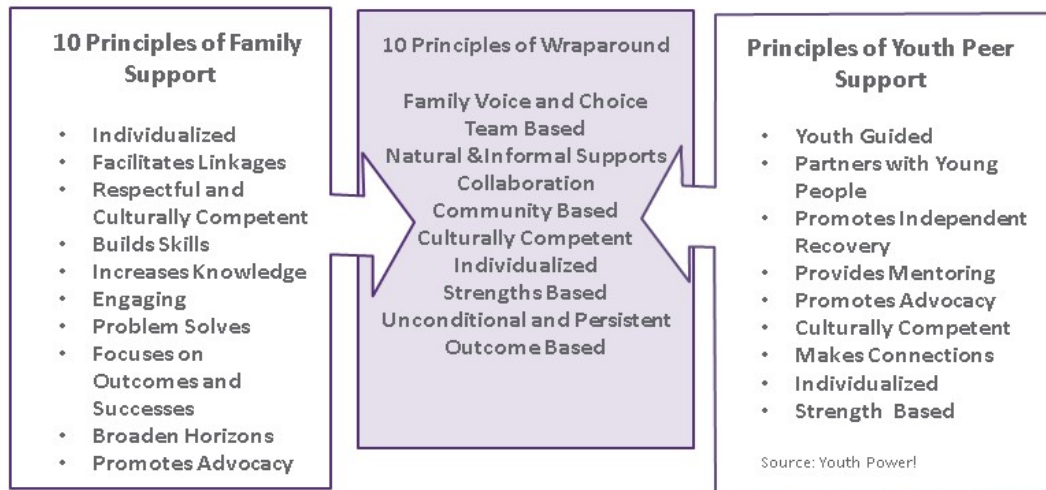 10 Principles of Family
Support
• Individualized
• Facilitates Linkages
• Respectful and
Culturally Competent
• Builds Skills
• Increases Knowledge
• Engaging
• Problem Solves
• Focuses on
Outcomes and
Successes
• Broaden Horizons
• Promotes Advocacy
10 Principles of Wraparound
Family Voice and Choice
Team Based
Natural &Informal Supports
Collaboration
Community Based
Culturally Competent
Individualized
Strengths Based
Unconditional and Persistent
Outcome Based
Principles of Youth Peer
Support
• Youth Guided
• Partners with Young
People
• Promotes Independent
Recovery
• Provides Mentoring
• Promotes Advocacy
• Culturally Competent
• Makes Connections
• Individualized
• Strength Based
Source: Youth Power!